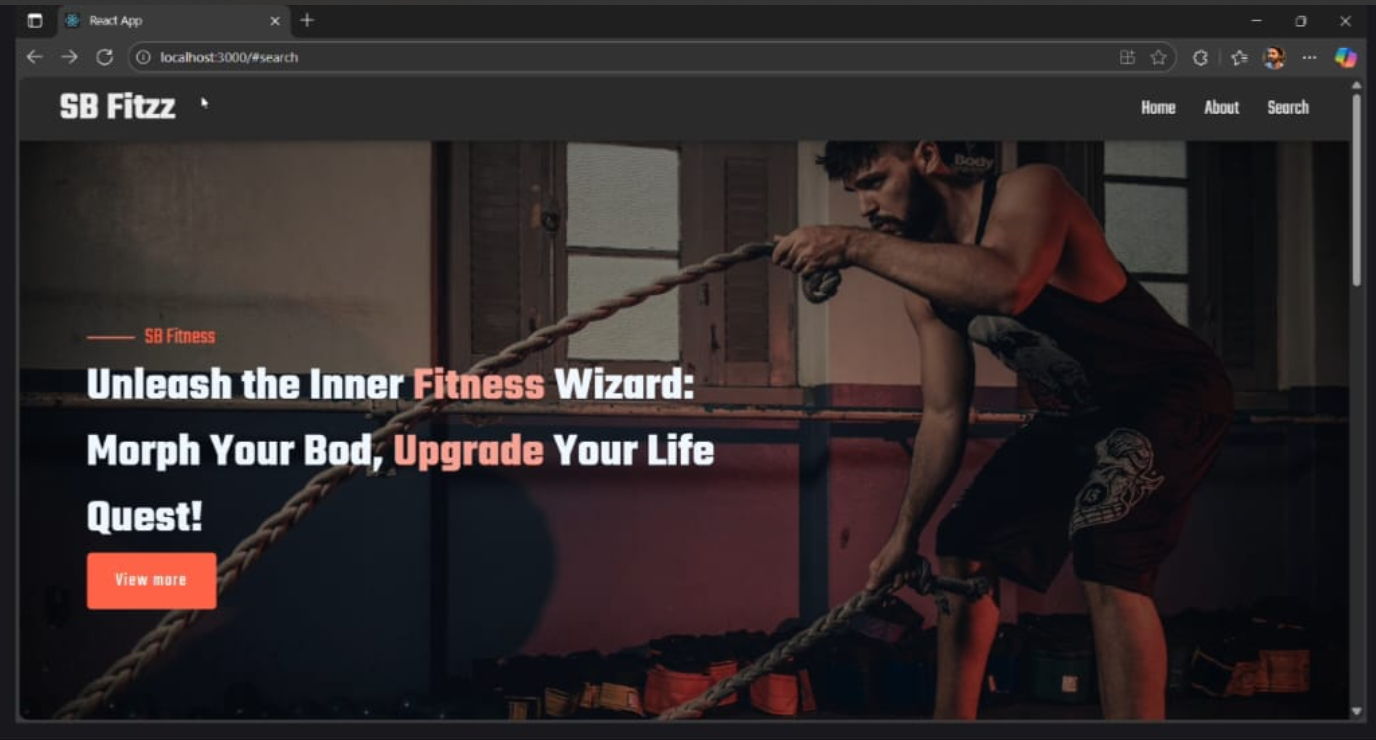 React App
localhost:3000/#search
SB Fitzz
Home About Search
Body
SB Fitness
Unleash the Inner Fitness Wizard:
Morph Your Bod, Upgrade Your Life
Quest!
View more